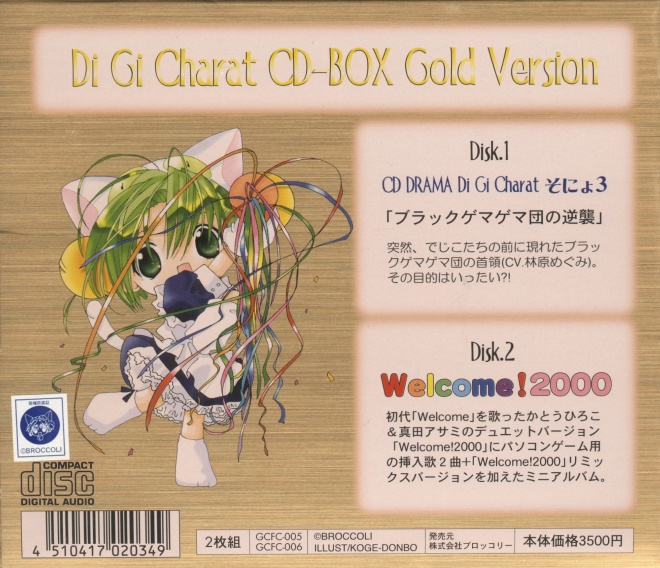 Di Gi Charat CD-BOX Gold Version
Disk.1
CD DRAMA Di Gi Charat そにょ3
「ブラックゲマゲマ団の逆襲」
突然、でじこたちの前に現れたブラッ
クゲマゲマ団の首領(CV.林原めぐみ)。
その目的はいったい?!
Disk.2
Welcome!2000
初代「Welcome」を歌ったかとうひろこ
&真田アサミのデュエットバージョン
「Welcome!2000」にパソコンゲーム用
の挿入歌2曲+「Welcome!2000」リミッ
クスバージョンを加えたミニアルバム。
©BROCCOLI
COMPACT
disc
DIGITAL AUDIO
4 510417 020349
2枚組
GCFC-005
GCFC-006
©BROCCOLI
ILLUST/KOGE-DONBO
発売元
株式会社ブロッコリー
本体価格3500円